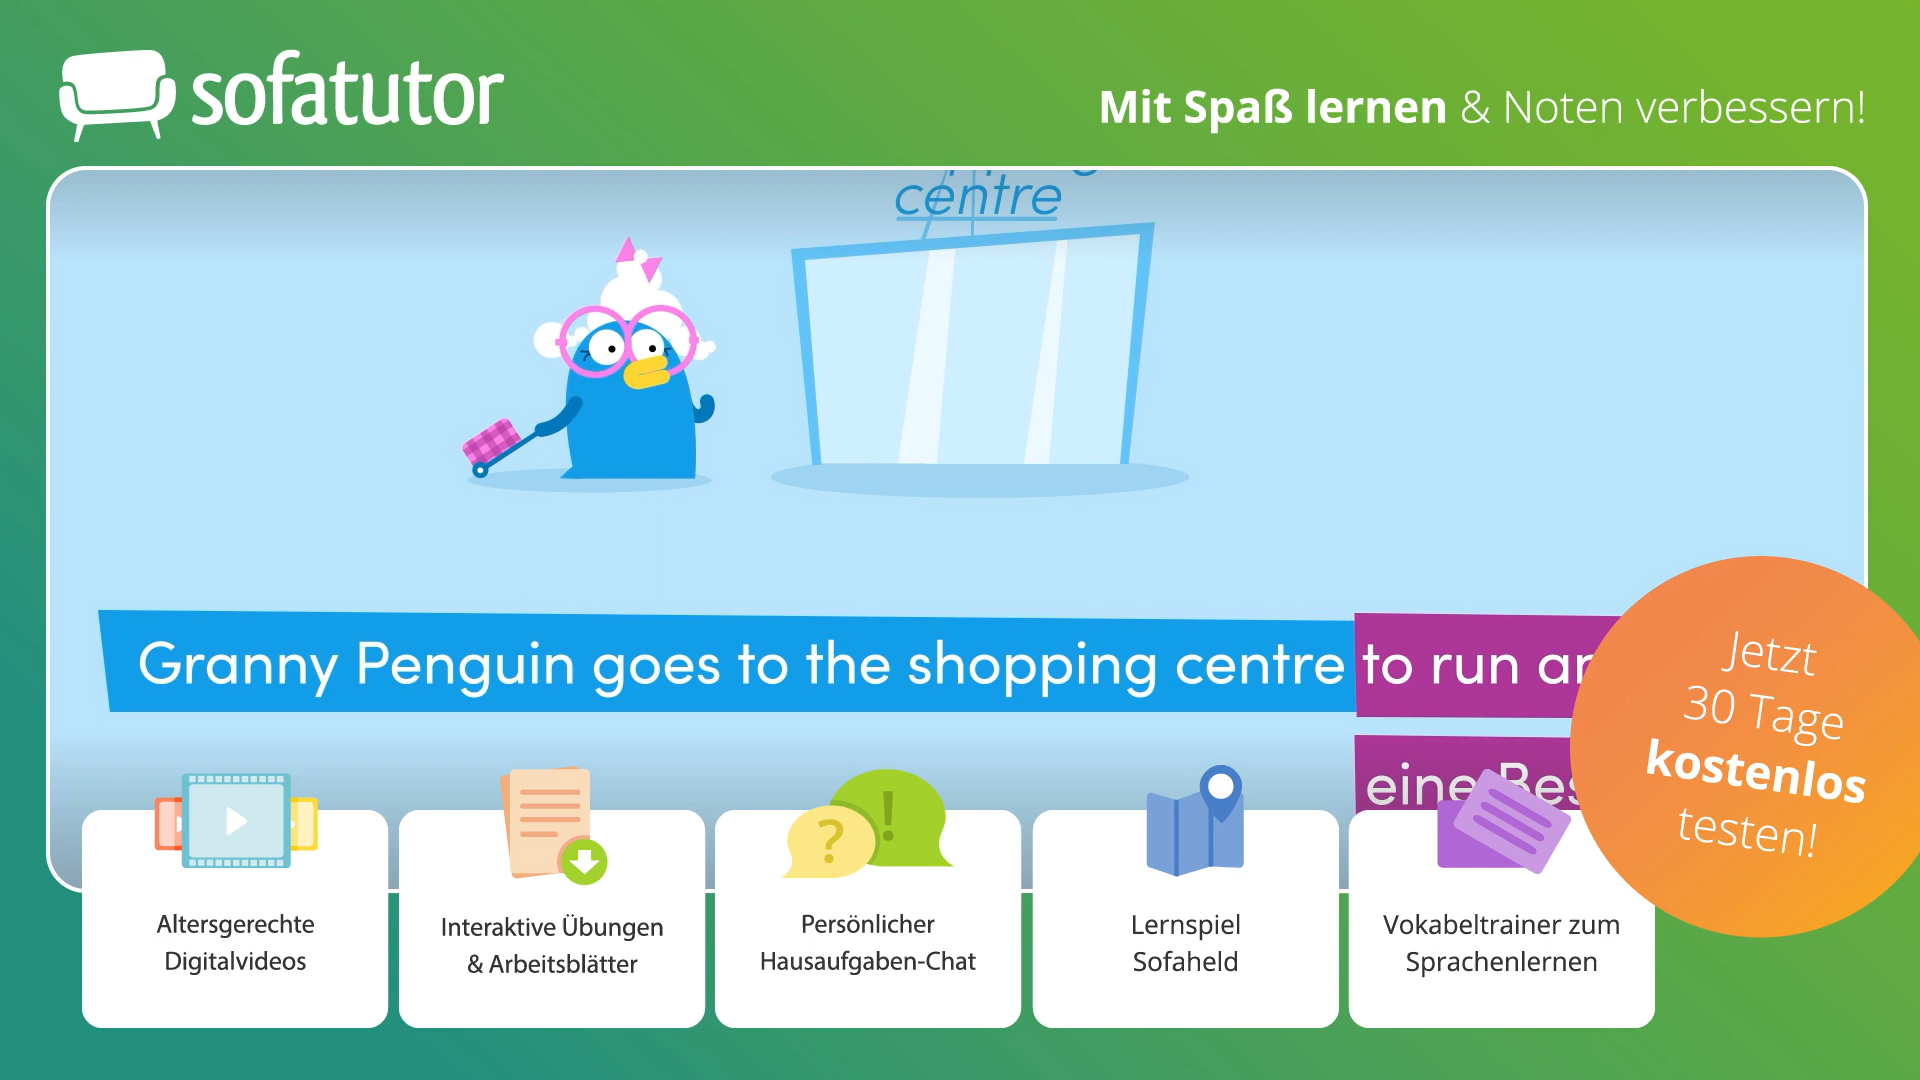 sofatutor
Mit Spaß lernen & Noten verbessern!
centre
Granny Penguin goes to the shopping centre to run
eine
Jetzt
30 Tage
kostenlos
testen!
Altersgerechte
Digitalvideos
Interaktive Übungen
& Arbeitsblätter
Persönlicher
Hausaufgaben-Chat
Lernspiel
Sofaheld
Vokabeltrainer zum
Sprachenlernen
? !